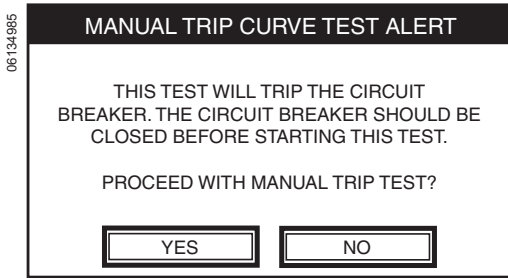 06134985
MANUAL TRIP CURVE TEST ALERT
THIS TEST WILL TRIP THE CIRCUIT
BREAKER. THE CIRCUIT BREAKER SHOULD BE
CLOSED BEFORE STARTING THIS TEST.
PROCEED WITH MANUAL TRIP TEST?
YES NO